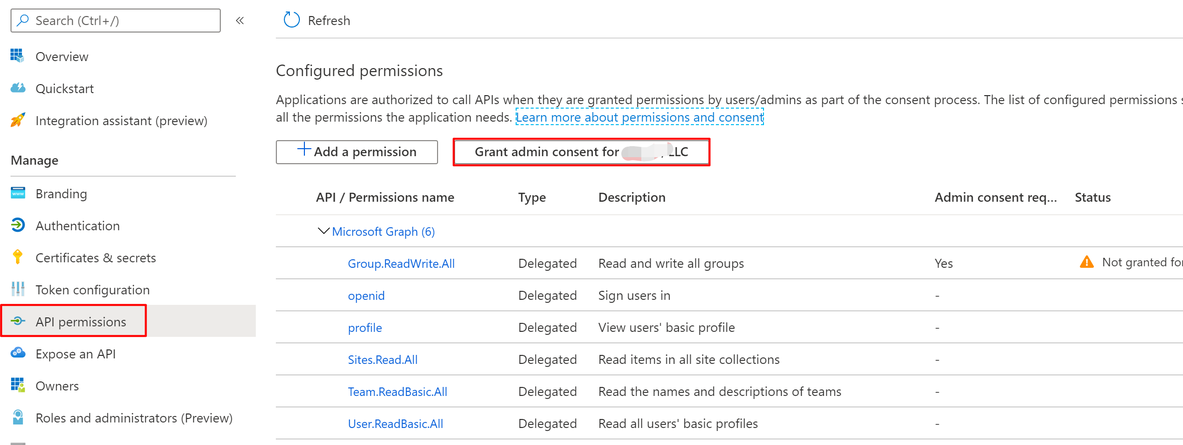 Search (Ctrl+/)
«
Overview
Quickstart
Integration assistant (preview)
Manage
Branding
Authentication
Certificates & secrets
Token configuration
API permissions
Expose an API
Owners
Roles and administrators (Preview)
Refresh
Configured permissions
Applications are authorized to call APIs when they are granted permissions by users/admins as part of the consent process. The list of configured permissions s
all the permissions the application needs. Learn more about permissions and consent
Add a permission
Grant admin consent for LLC
API / Permissions name Type Description Admin consent req... Status
Microsoft Graph (6)
Group.ReadWrite.All Delegated Read and write all groups Yes Not granted for
openid Delegated Sign users in -
profile Delegated View users' basic profile -
Sites.Read.All Delegated Read items in all site collections -
Team.ReadBasic.All Delegated Read the names and descriptions of teams -
User.ReadBasic.All Delegated Read all users' basic profiles -